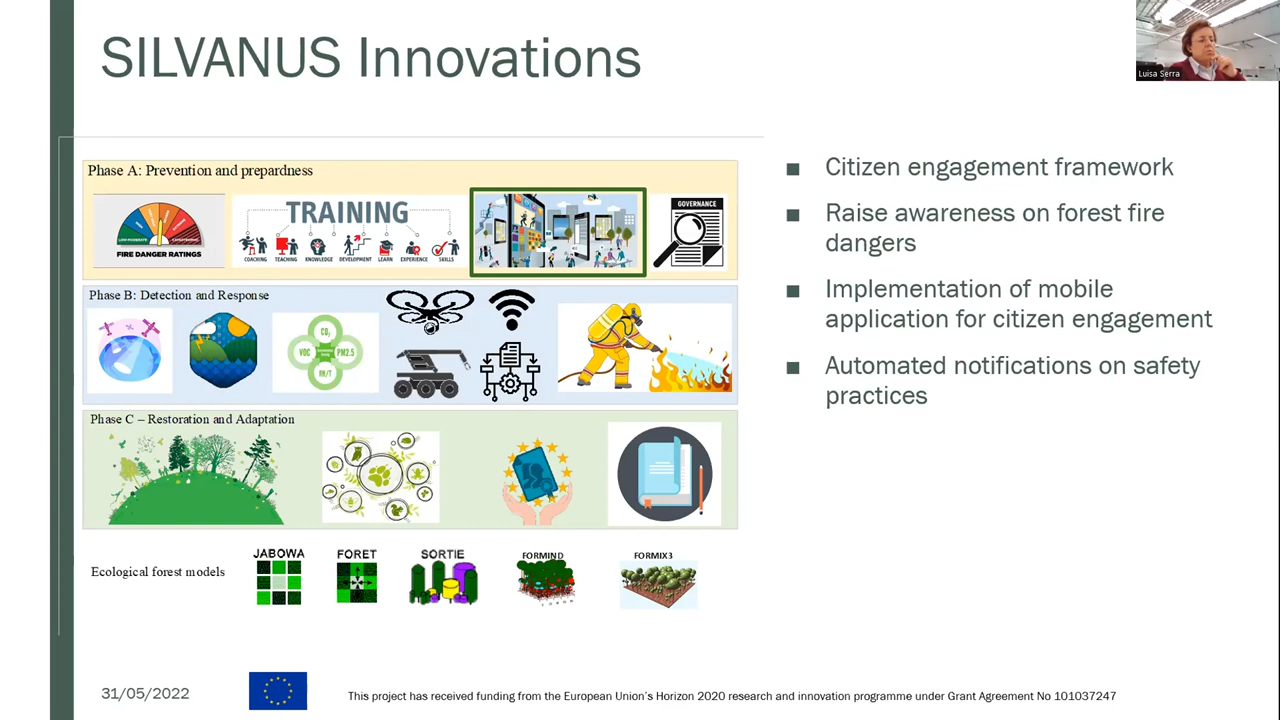 SILVANUS Innovations
Luisa Serra
Phase A: Prevention and prepardness
LOW-MODERATE
CATASTROPHIC
FIRE DANGER RATINGS
TRAINING
COACHING TEACHING KNOWLEDGE DEVELOPMENT LEARN EXPERIENCE SKILLS
GOVERNANCE
Phase B: Detection and Response
CO₂
VOC
PM2.5
RH/T
Phase C – Restoration and Adaptation
Ecological forest models
JABOWA
FORET
SORTIE
FORMIND
FORMIX3
Citizen engagement framework
Raise awareness on forest fire
dangers
Implementation of mobile
application for citizen engagement
Automated notifications on safety
practices
31/05/2022
This project has received funding from the European Union's Horizon 2020 research and innovation programme under Grant Agreement No 101037247